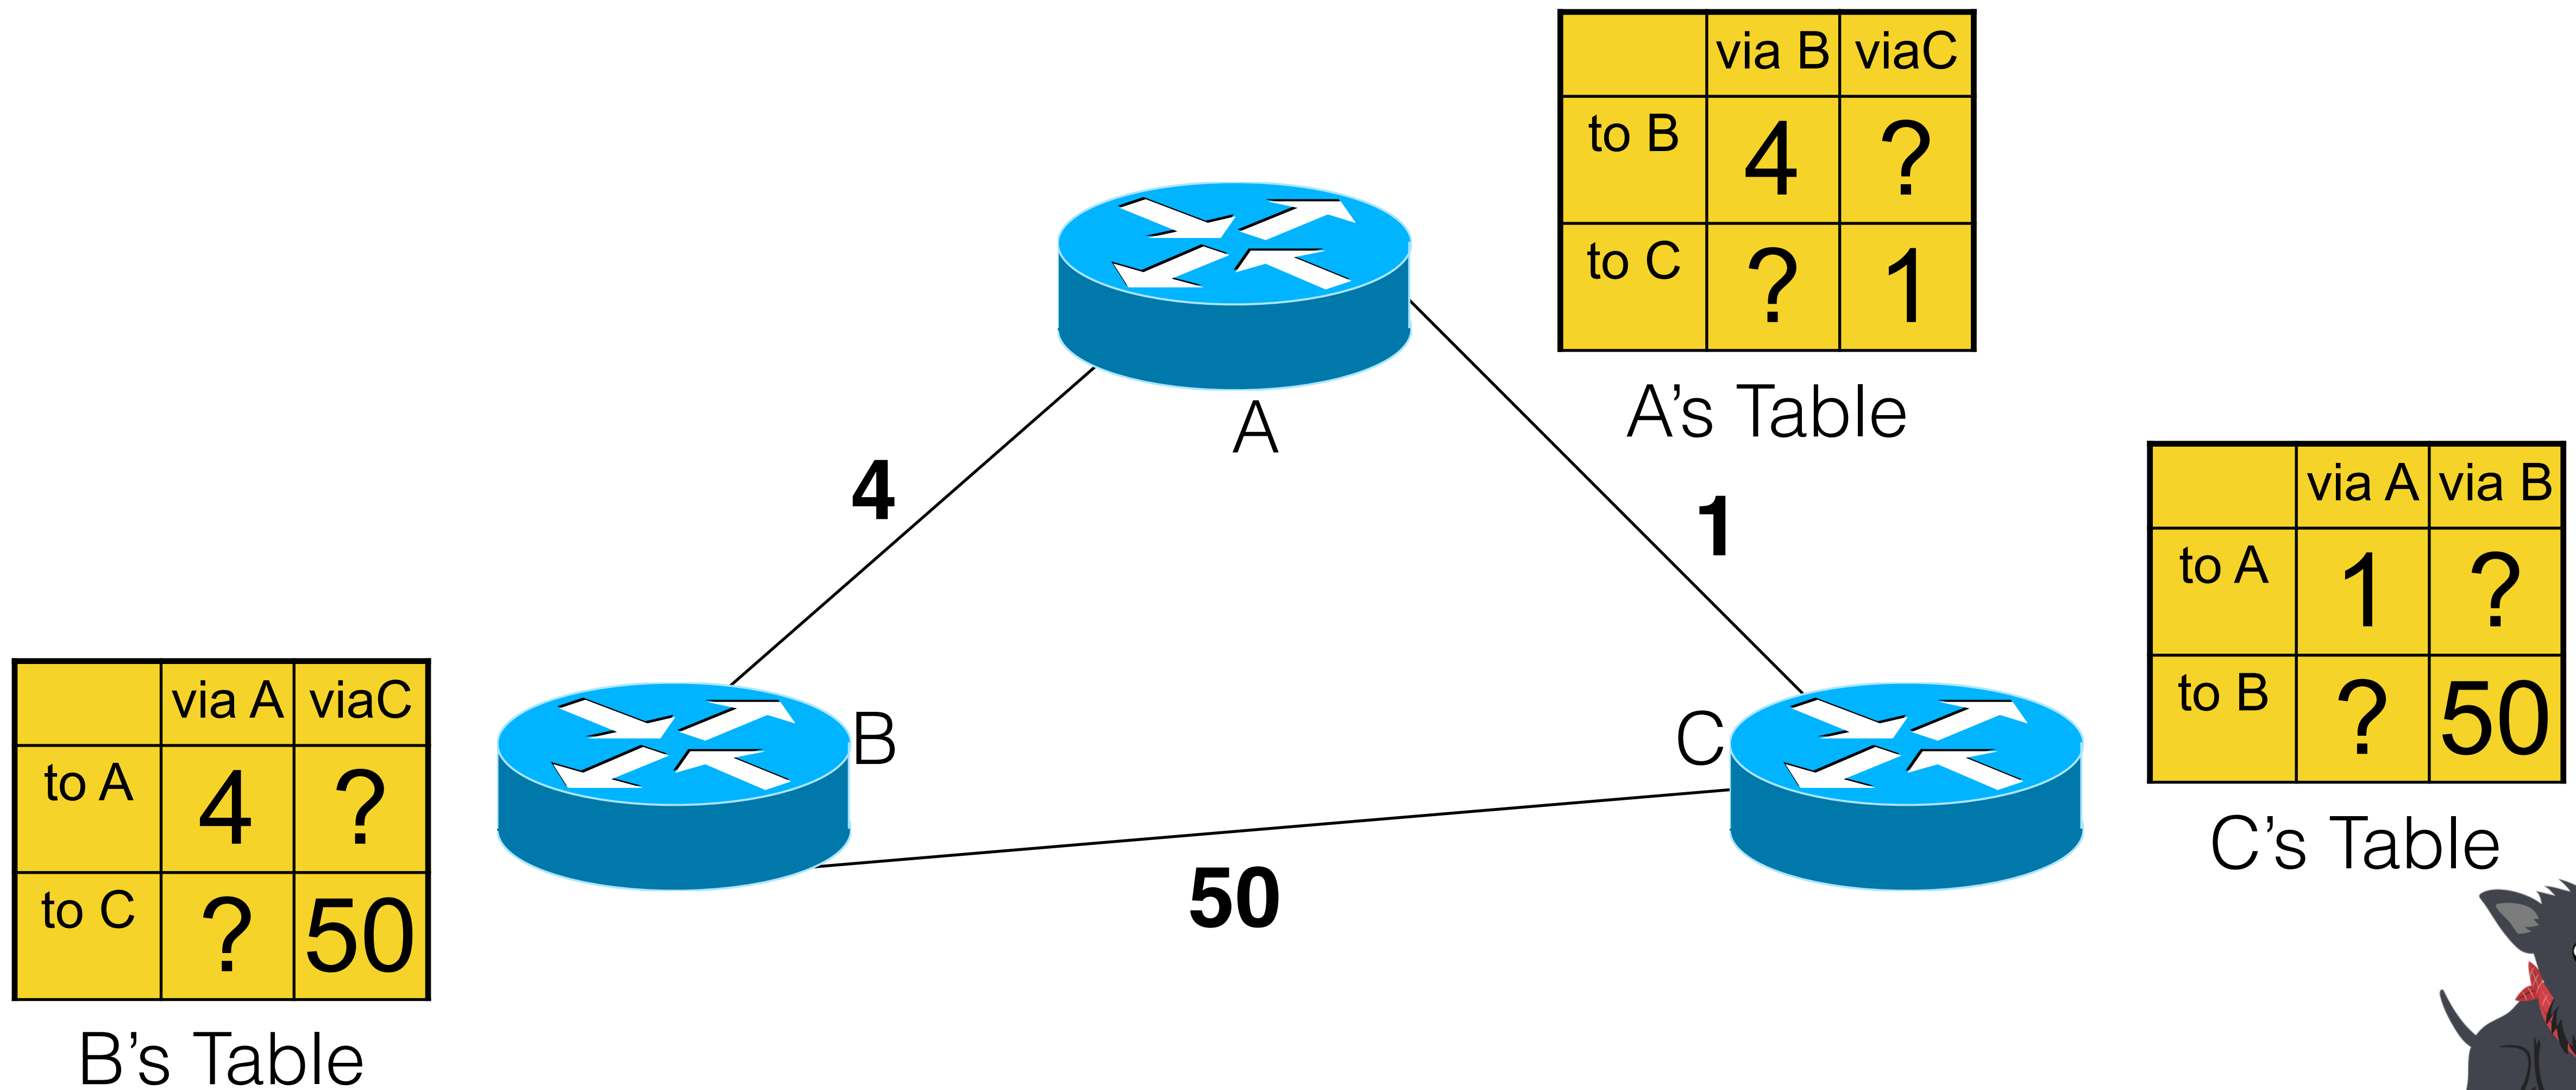 via B viaC
to B 4 ?
to C ? 1
A's Table
A
4
1
via A via B
to A 1 ?
to B ? 50
C's Table
via A viaC
to A 4 ?
to C ? 50
B's Table
B
C
50